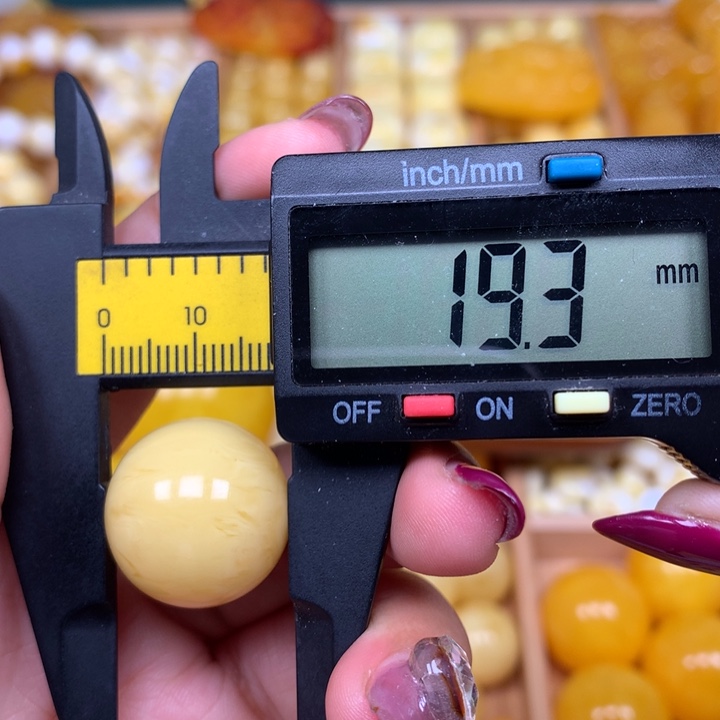 inch/mm
19.3 mm
0 10
OFF ON ZERO